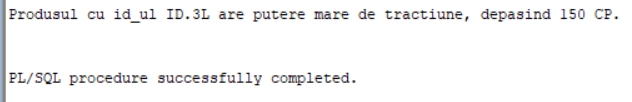 Produsul cu id_ul ID.3L are putere mare de tractiune, depasind 150 CP.
PL/SQL procedure successfully completed.